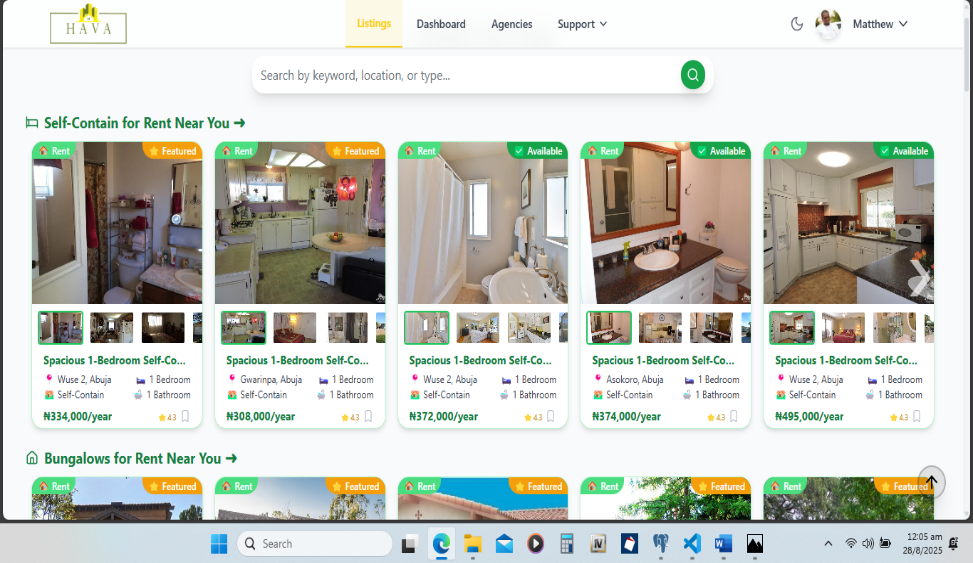 HAVA
Listings
Dashboard
Agencies
Support
Matthew
Search by keyword, location, or type...
Self-Contain for Rent Near You ➜
Rent
Featured
Rent
Featured
Rent
Available
Rent
Available
Rent
Available
Spacious 1-Bedroom Self-Co...
Wuse 2, Abuja
1 Bedroom
Self-Contain
1 Bathroom
₦334,000/year
4.3
Spacious 1-Bedroom Self-Co...
Gwarinpa, Abuja
1 Bedroom
Self-Contain
1 Bathroom
₦308,000/year
4.3
Spacious 1-Bedroom Self-Co...
Wuse 2, Abuja
1 Bedroom
Self-Contain
1 Bathroom
₦372,000/year
4.3
Spacious 1-Bedroom Self-Co...
Asokoro, Abuja
1 Bedroom
Self-Contain
1 Bathroom
₦374,000/year
4.3
Spacious 1-Bedroom Self-Co...
Wuse 2, Abuja
1 Bedroom
Self-Contain
1 Bathroom
₦495,000/year
4.3
Bungalows for Rent Near You ➜
Rent
Featured
Rent
Featured
Rent
Featured
Rent
Featured
Rent
Featured
Search
12:05 am
28/8/2025